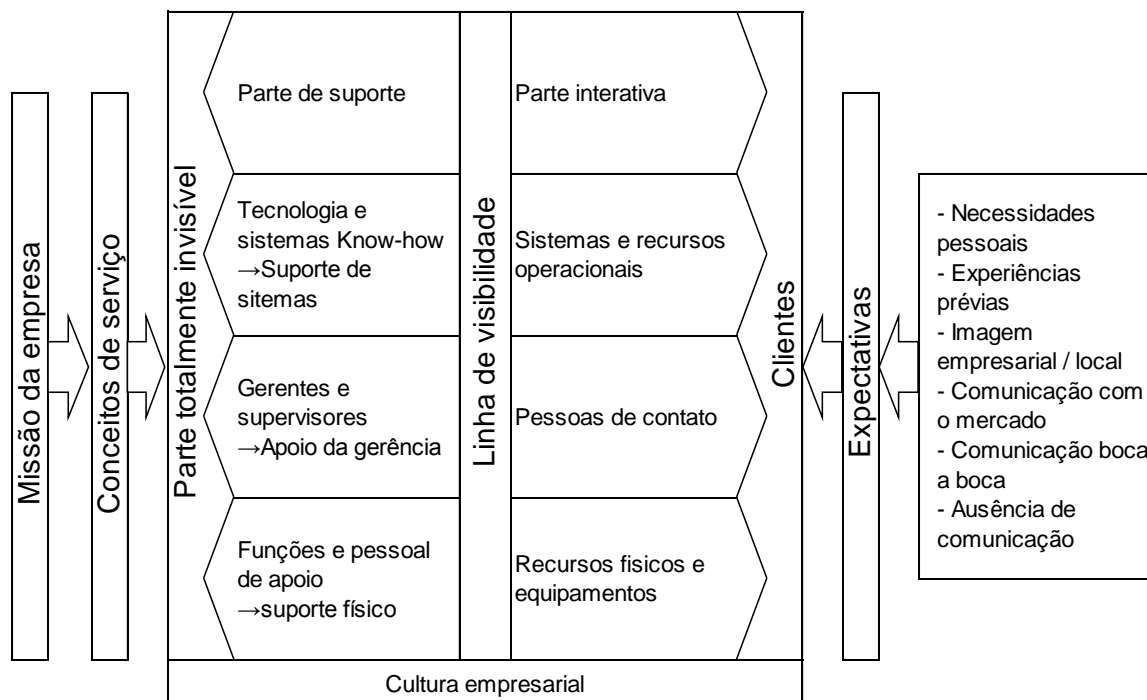 Missão da empresa
Conceitos de serviço
Parte totalmente invisível
Parte de suporte
Tecnologia e
sistemas Know-how
→Suporte de
sitemas
Gerentes e
supervisores
→Apoio da gerência
Funções e pessoal
de apoio
→suporte físico
Linha de visibilidade
Parte interativa
Sistemas e recursos
operacionais
Pessoas de contato
Recursos fisicos e
equipamentos
Clientes
Expectativas
- Necessidades
pessoais
- Experiências
prévias
- Imagem
empresarial / local
- Comunicação com
o mercado
- Comunicação boca
a boca
- Ausência de
comunicação
Cultura empresarial